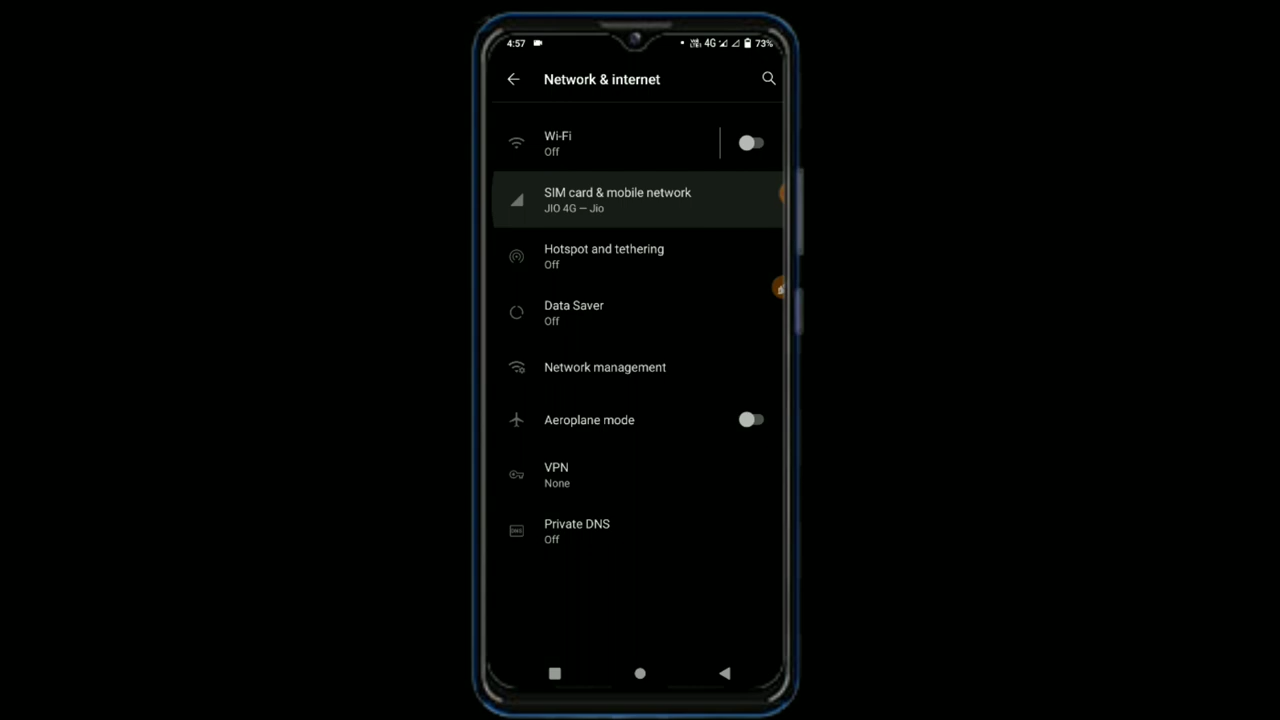 4:57 4G 73%
Network & internet
Wi-Fi
Off
SIM card & mobile network
JIO 4G — Jio
Hotspot and tethering
Off
Data Saver
Off
Network management
Aeroplane mode
VPN
None
Private DNS
Off